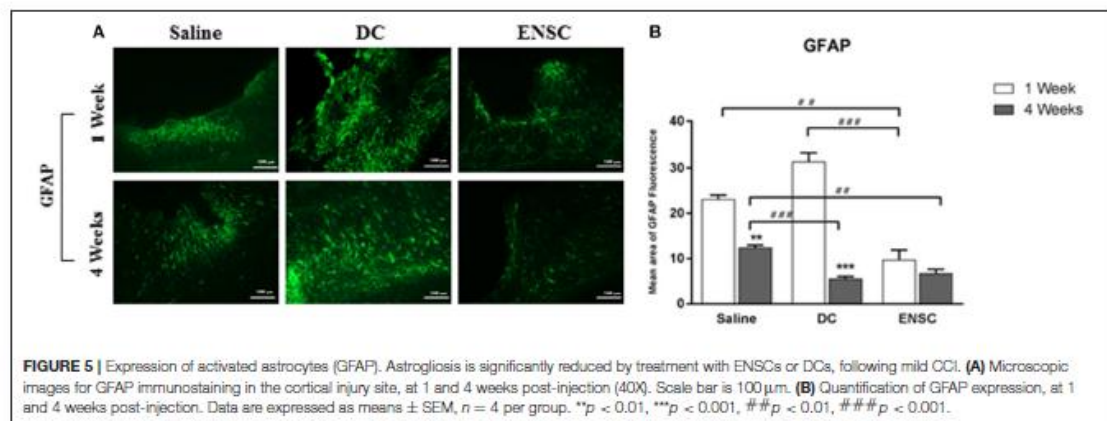 A
Saline
DC
ENSC
GFAP
1 Week
4 Weeks
B
GFAP
1 Week
4 Weeks
Mean area of GFAP Fluorescence
40
30
20
10
0
##
###
##
###
**
***
Saline
DC
ENSC
FIGURE 5 | Expression of activated astrocytes (GFAP). Astrogliosis is significantly reduced by treatment with ENSCs or DCs, following mild CCI. (A) Microscopic
images for GFAP immunostaining in the cortical injury site, at 1 and 4 weeks post-injection (40X). Scale bar is 100 μm. (B) Quantification of GFAP expression, at 1
and 4 weeks post-injection. Data are expressed as means ± SEM, n = 4 per group. **p < 0.01, ***p < 0.001, ##p < 0.01, ###p < 0.001.